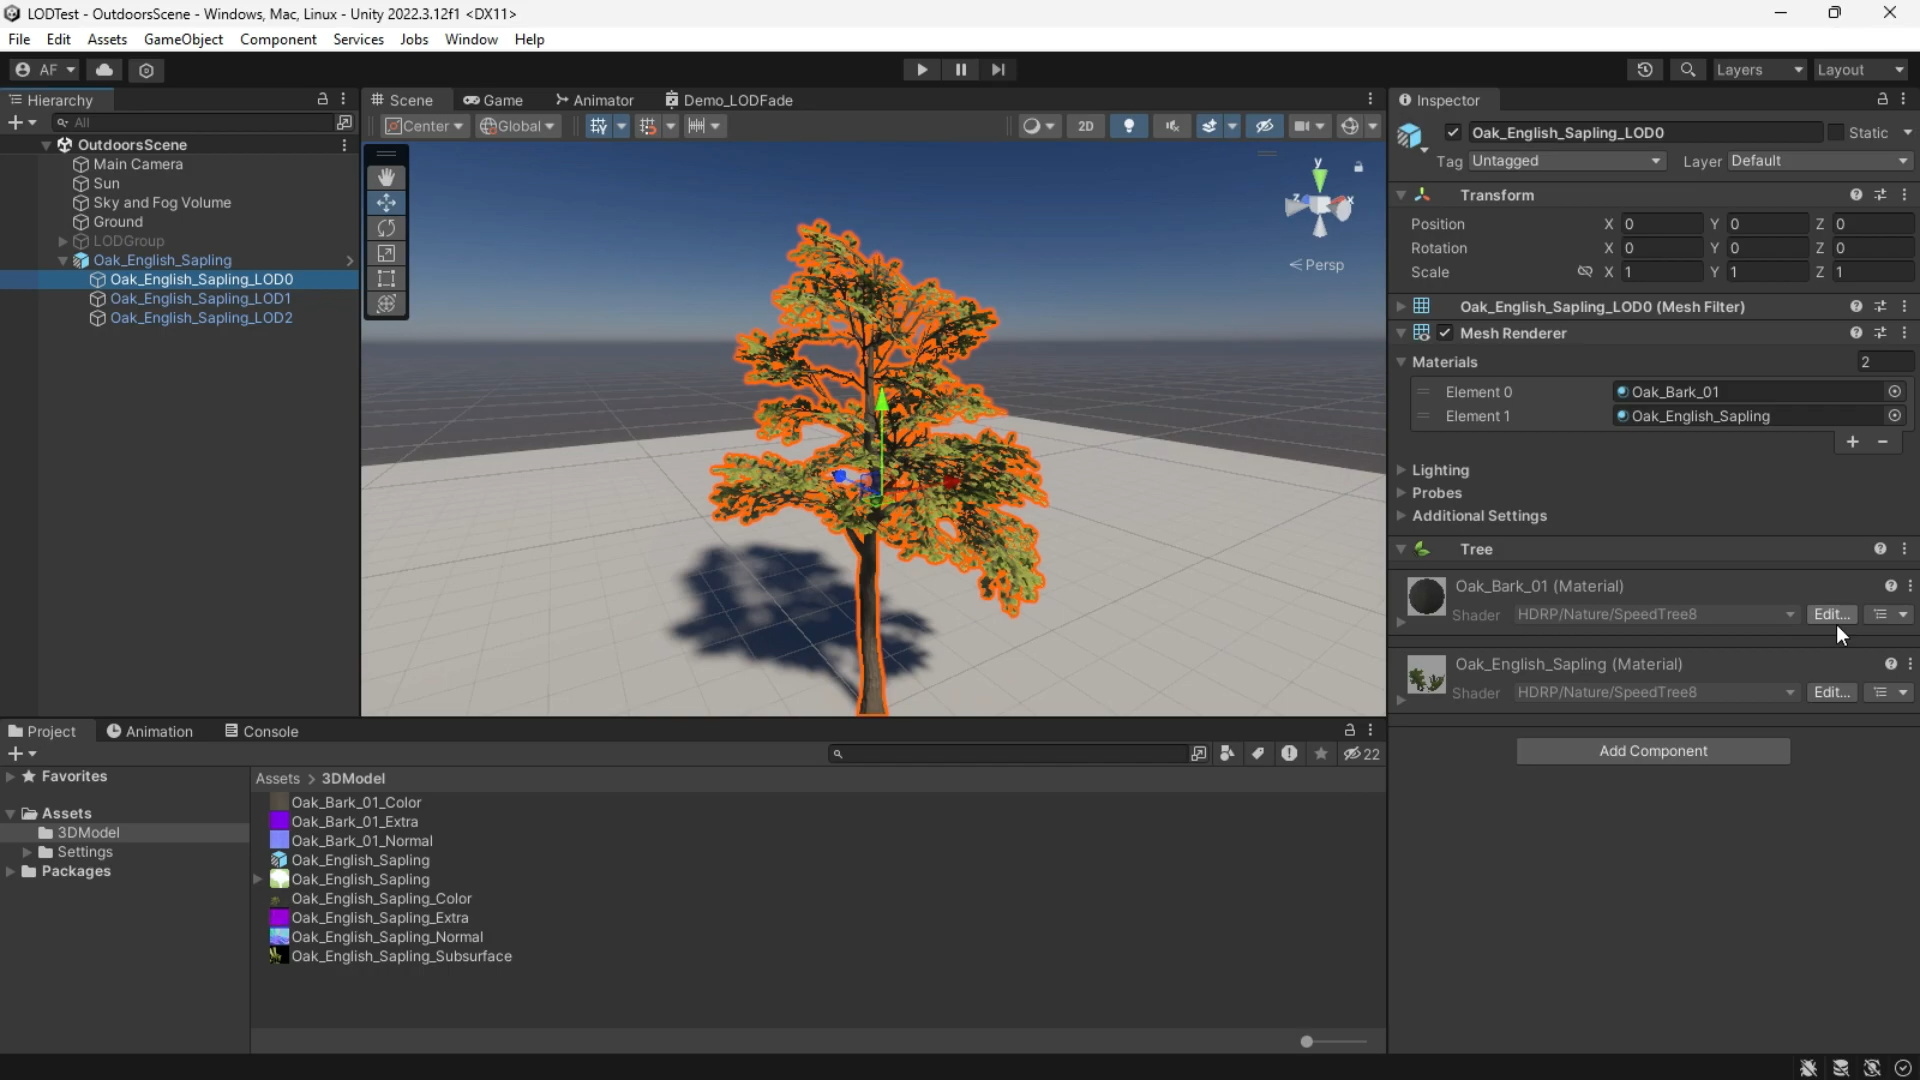 LODTest - OutdoorsScene - Windows, Mac, Linux - Unity 2022.3.12f1 <DX11>
File Edit Assets GameObject Component Services Jobs Window Help
AF
Layers Layout
Hierarchy
All
OutdoorsScene
Main Camera
Sun
Sky and Fog Volume
Ground
LODGroup
Oak_English_Sapling
Oak_English_Sapling_LOD0
Oak_English_Sapling_LOD1
Oak_English_Sapling_LOD2
Scene Game Animator Demo_LODFade
Center Global 2D
y
z x
Persp
Inspector
Oak_English_Sapling_LOD0 Static
Tag Untagged Layer Default
Transform
Position X 0 Y 0 Z 0
Rotation X 0 Y 0 Z 0
Scale X 1 Y 1 Z 1
Oak_English_Sapling_LOD0 (Mesh Filter)
Mesh Renderer
Materials 2
Element 0 Oak_Bark_01
Element 1 Oak_English_Sapling
Lighting
Probes
Additional Settings
Tree
Oak_Bark_01 (Material)
Shader HDRP/Nature/SpeedTree8 Edit...
Oak_English_Sapling (Material)
Shader HDRP/Nature/SpeedTree8 Edit...
Add Component
Project Animation Console
22
Favorites
Assets
3DModel
Settings
Packages
Assets > 3DModel
Oak_Bark_01_Color
Oak_Bark_01_Extra
Oak_Bark_01_Normal
Oak_English_Sapling
Oak_English_Sapling
Oak_English_Sapling_Color
Oak_English_Sapling_Extra
Oak_English_Sapling_Normal
Oak_English_Sapling_Subsurface